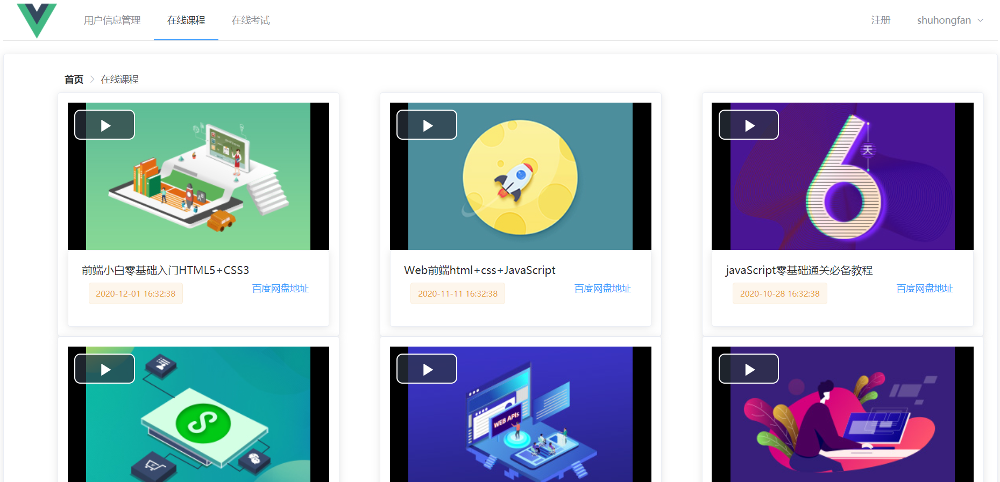 用户信息管理 在线课程 在线考试 注册 shuhongfan
首页 在线课程
天
前端小白零基础入门HTML5+CSS3
2020-12-01 16:32:38 百度网盘地址
Web前端html+css+JavaScript
2020-11-11 16:32:38 百度网盘地址
javaScript零基础通关必备教程
2020-10-28 16:32:38 百度网盘地址
WEB APIs